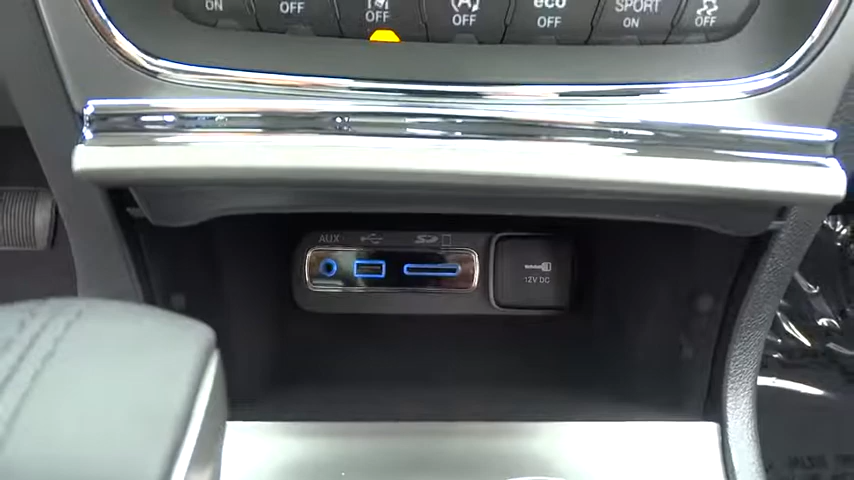 eco SPORT
ON OFF OFF OFF OFF ON OFF
AUX
SD
12V DC